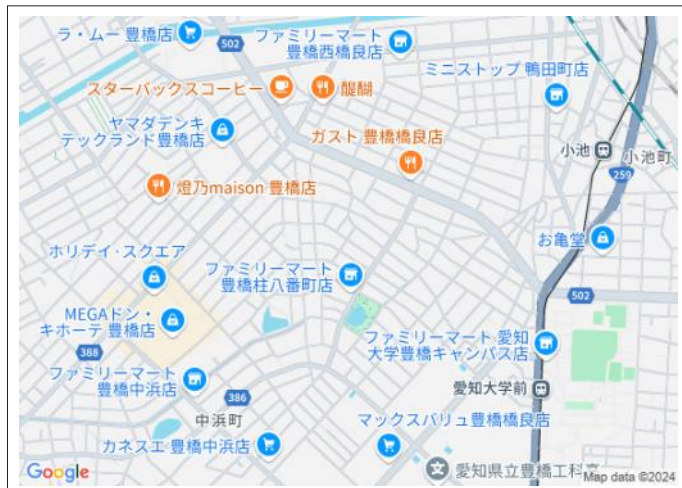 ラ・ムー 豊橋店
502
ファミリーマート
豊橋西橋良店
ミニストップ 鴨田町店
スターバックスコーヒー
醍醐
ヤマダデンキ
テックランド豊橋店
ガスト 豊橋橋良店
小池
小池町
259
燈乃maison 豊橋店
お亀堂
ホリデイ・スクエア
ファミリーマート
豊橋柱八番町店
502
MEGAドン・
キホーテ 豊橋店
ファミリーマート 愛知
大学豊橋キャンパス店
388
ファミリーマート
豊橋中浜店
386
愛知大学前
中浜町
マックスバリュ豊橋橋良店
カネスエ 豊橋中浜店
愛知県立豊橋工科高
Google
Map data ©2024